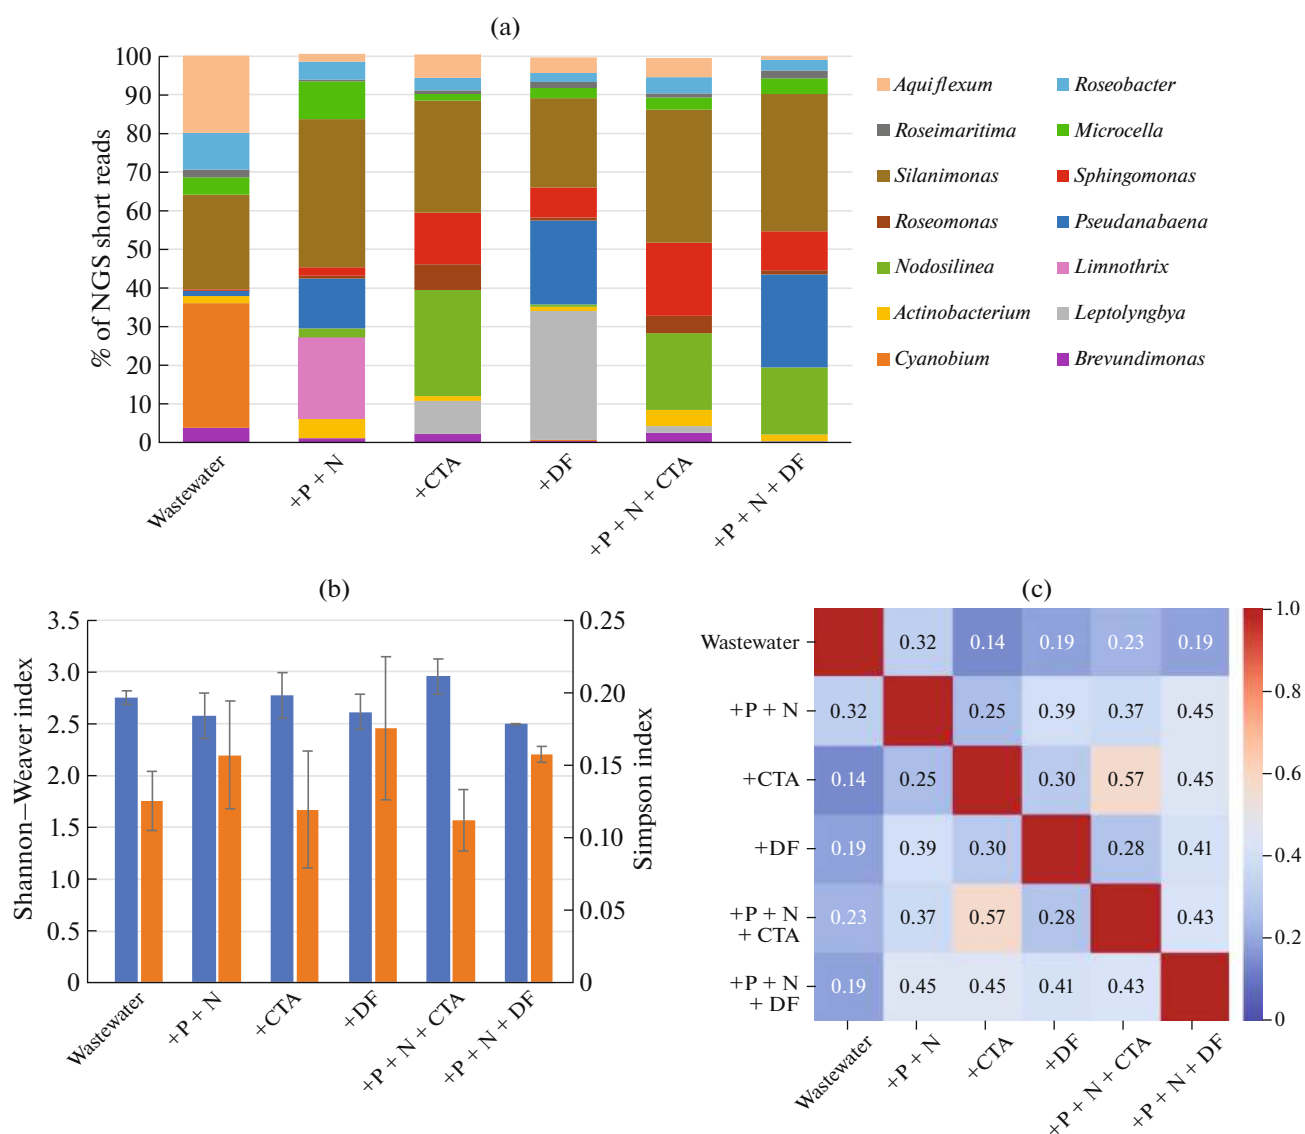 (a)
% of NGS short reads
100
90
80
70
60
50
40
30
20
10
0
Wastewater
+P + N
+CTA
+DF
+P + N + CTA
+P + N + DF
Aquiflexum
Roseobacter
Roseimaritima
Microcella
Silanimonas
Sphingomonas
Roseomonas
Pseudanabaena
Nodosilinea
Limnothrix
Actinobacterium
Leptolyngbya
Cyanobium
Brevundimonas
(b)
Shannon–Weaver index
3.5
3.0
2.5
2.0
1.5
1.0
0.5
0
0.25
0.20
0.15
0.10
0.05
0
Simpson index
Wastewater
+P + N
+CTA
+DF
+P + N + CTA
+P + N + DF
(c)
Wastewater 0.32 0.14 0.19 0.23 0.19
+P + N 0.32 0.25 0.39 0.37 0.45
+CTA 0.14 0.25 0.30 0.57 0.45
+DF 0.19 0.39 0.30 0.28 0.41
+P + N
+ CTA
0.23 0.37 0.57 0.28 0.43
+P + N
+ DF
0.19 0.45 0.45 0.41 0.43
Wastewater
+P + N
+CTA
+DF
+P + N + CTA
+P + N + DF
1.0
0.8
0.6
0.4
0.2
0